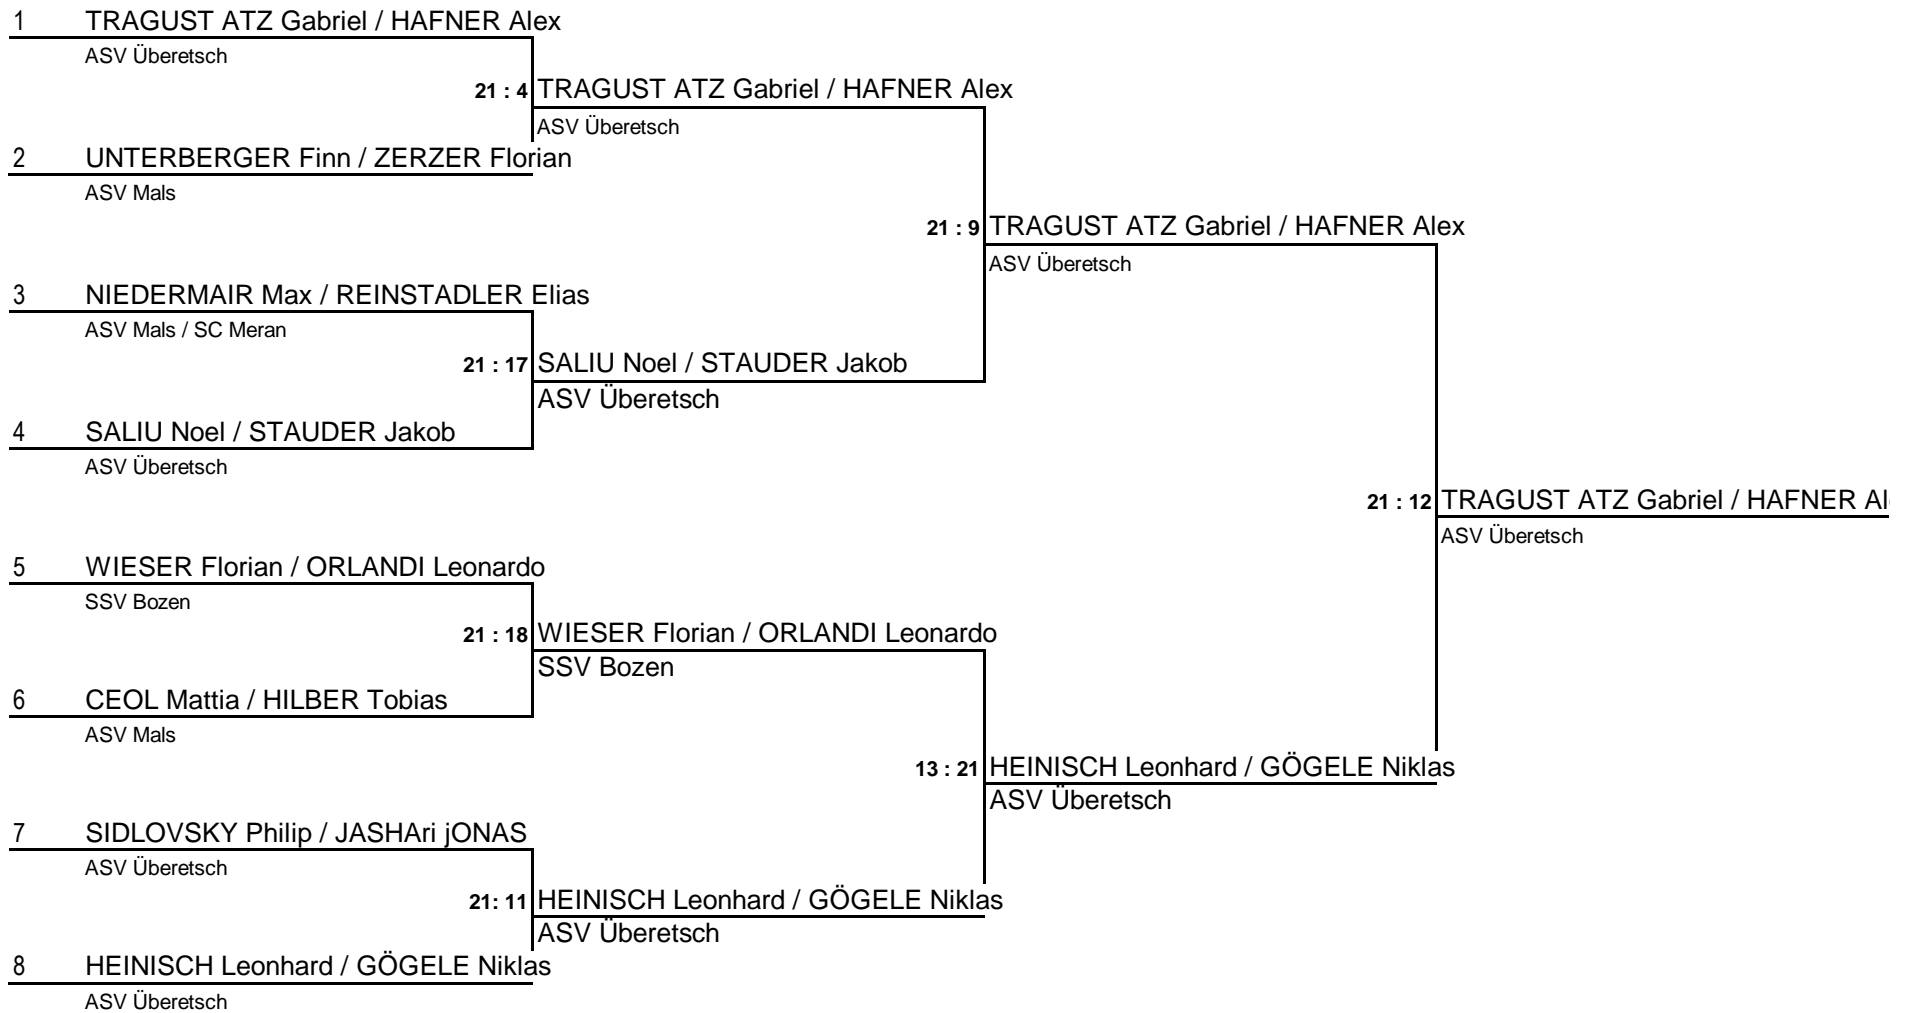 1 TRAGUST ATZ Gabriel / HAFNER Alex
ASV Überetsch
21 : 4 TRAGUST ATZ Gabriel / HAFNER Alex
ASV Überetsch
2 UNTERBERGER Finn / ZERZER Florian
ASV Mals
21 : 9 TRAGUST ATZ Gabriel / HAFNER Alex
ASV Überetsch
3 NIEDERMAIR Max / REINSTADLER Elias
ASV Mals / SC Meran
21 : 17 SALIU Noel / STAUDER Jakob
ASV Überetsch
4 SALIU Noel / STAUDER Jakob
ASV Überetsch
21 : 12 TRAGUST ATZ Gabriel / HAFNER Al
ASV Überetsch
5 WIESER Florian / ORLANDI Leonardo
SSV Bozen
21 : 18 WIESER Florian / ORLANDI Leonardo
SSV Bozen
6 CEOL Mattia / HILBER Tobias
ASV Mals
13 : 21 HEINISCH Leonhard / GÖGELE Niklas
ASV Überetsch
7 SIDLOVSKY Philip / JASHAri jONAS
ASV Überetsch
21: 11 HEINISCH Leonhard / GÖGELE Niklas
ASV Überetsch
8 HEINISCH Leonhard / GÖGELE Niklas
ASV Überetsch